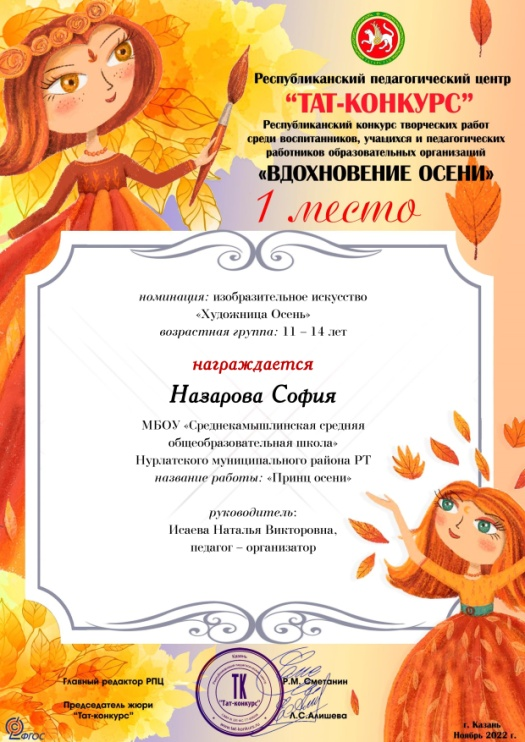 Республиканский педагогический центр
"ТАТ-КОНКУРС"
Республиканский конкурс творческих работ
среди воспитанников, учащихся и педагогических
работников образовательных организаций
«ВДОХНОВЕНИЕ ОСЕНИ»
1 место
номинация: изобразительное искусство
«Художница Осень»
возрастная группа: 11 – 14 лет
награждается
Назарова София
МБОУ «Среднекамышлинская средняя
общеобразовательная школа»
Нурлатского муниципального района РТ
название работы: «Принц осени»
руководитель:
Исаева Наталья Викторовна,
педагог – организатор
Главный редактор РПЦ
Р.М. Сметанин
Председатель жюри
"Тат-конкурс"
Л.С.Алишева
ТК
"Тат-конкурс"
ФГОС
г. Казань
Ноябрь 2022 г.